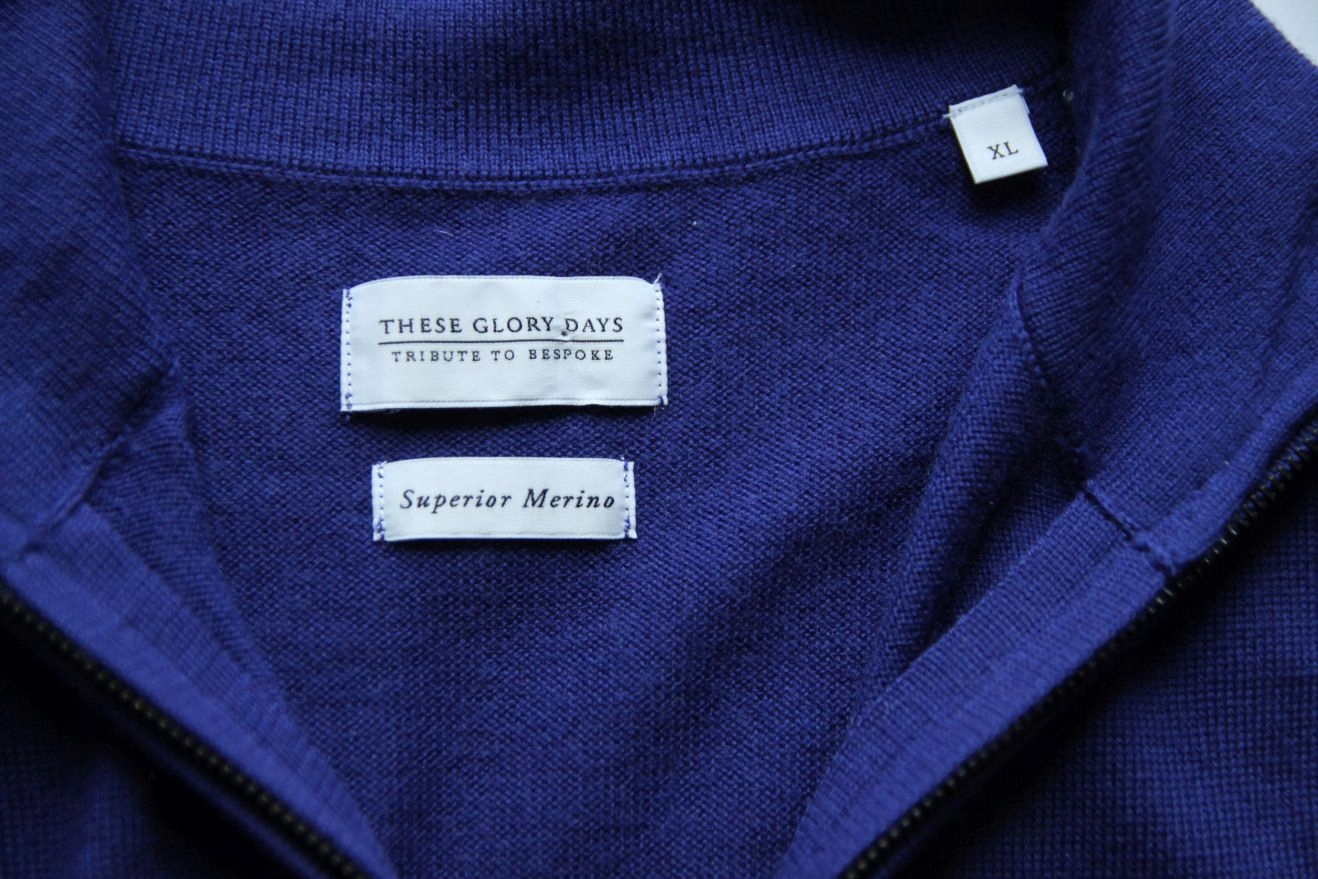 XL
THESE GLORY DAYS
TRIBUTE TO BESPOKE
Superior Merino